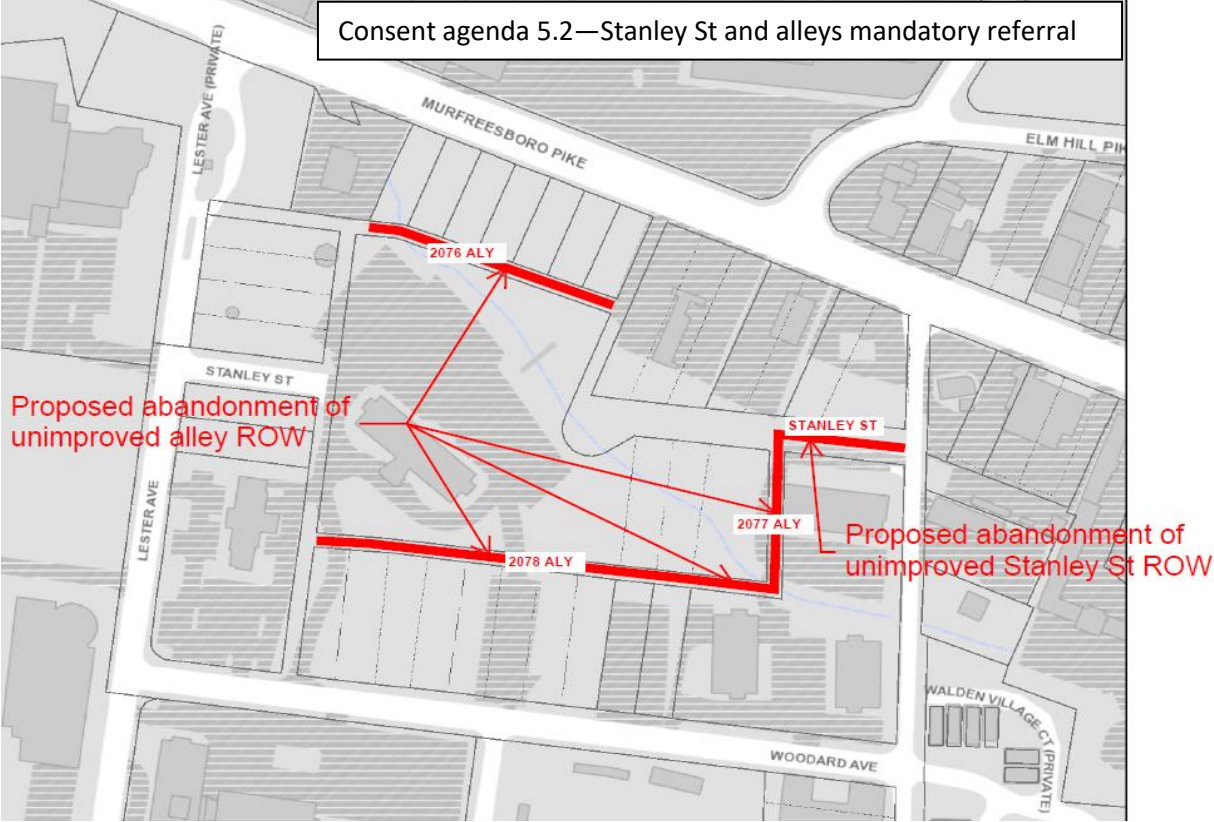 Consent agenda 5.2—Stanley St and alleys mandatory referral
LESTER AVE (PRIVATE)
MURFREESBORO PIKE
ELM HILL PIK
2076 ALY
STANLEY ST
Proposed abandonment of
unimproved alley ROW
STANLEY ST
2077 ALY
Proposed abandonment of
unimproved Stanley St ROW
LESTER AVE
2078 ALY
WALDEN VILLAGE CT (PRIVATE)
WOODARD AVE